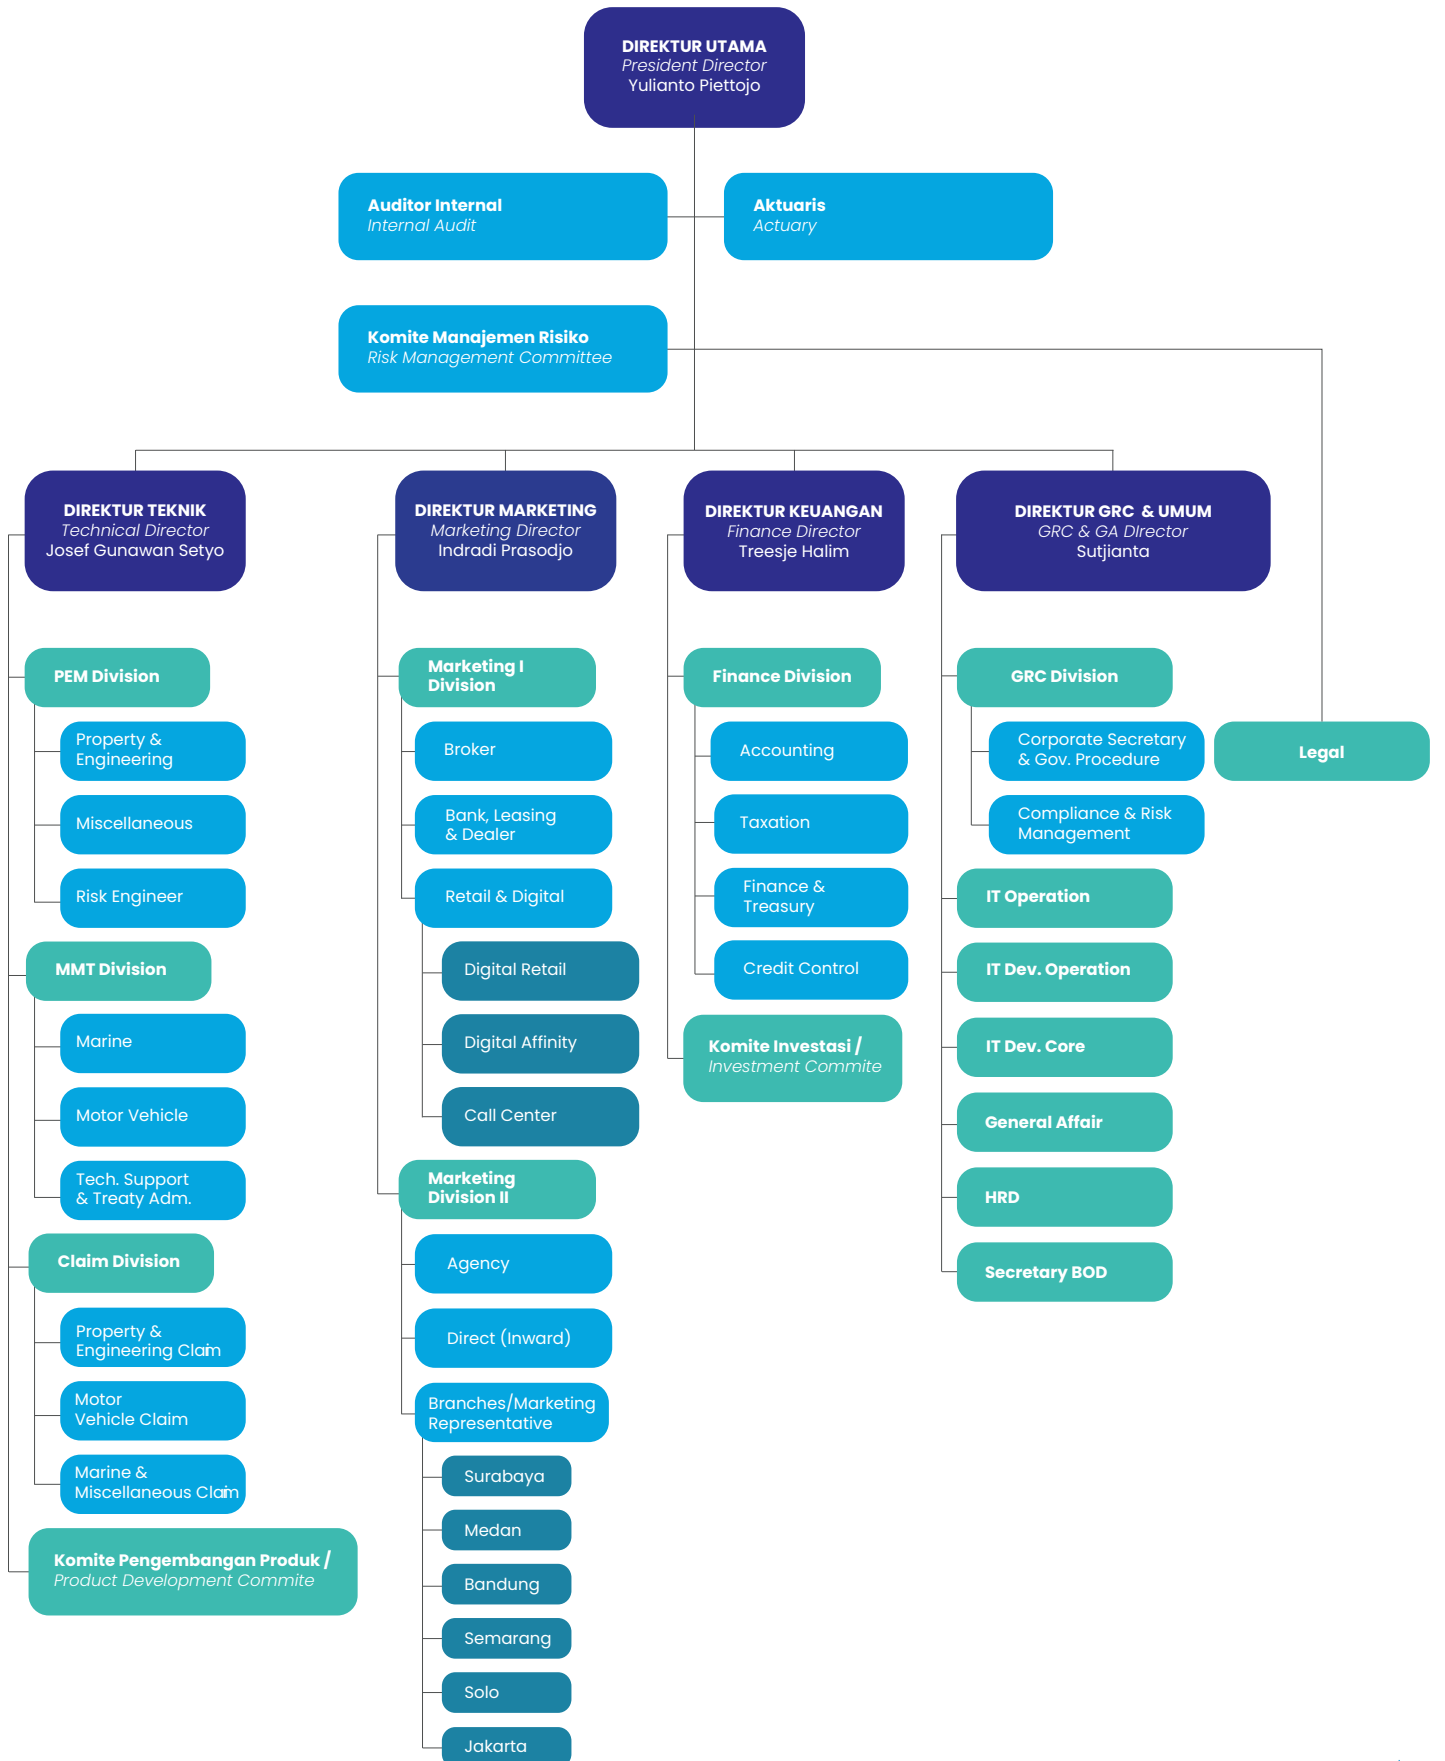 DIREKTUR UTAMA
President Director
Yulianto Piettojo
Auditor Internal
Internal Audit
Aktuaris
Actuary
Komite Manajemen Risiko
Risk Management Committee
DIREKTUR TEKNIK
Technical Director
Josef Gunawan Setyo
PEM Division
Property &
Engineering
Miscellaneous
Risk Engineer
MMT Division
Marine
Motor Vehicle
Tech. Support
& Treaty Adm.
Claim Division
Property &
Engineering Claim
Motor
Vehicle Claim
Marine &
Miscellaneous Claim
Komite Pengembangan Produk /
Product Development Commite
DIREKTUR MARKETING
Marketing Director
Indradi Prasodjo
Marketing I
Division
Broker
Bank, Leasing
& Dealer
Retail & Digital
Digital Retail
Digital Affinity
Call Center
Marketing
Division II
Agency
Direct (Inward)
Branches/Marketing
Representative
Surabaya
Medan
Bandung
Semarang
Solo
Jakarta
DIREKTUR KEUANGAN
Finance Director
Treesje Halim
Finance Division
Accounting
Taxation
Finance &
Treasury
Credit Control
Komite Investasi /
Investment Commite
DIREKTUR GRC & UMUM
GRC & GA DIrector
Sutjianta
GRC Division
Corporate Secretary
& Gov. Procedure
Compliance & Risk
Management
IT Operation
IT Dev. Operation
IT Dev. Core
General Affair
HRD
Secretary BOD
Legal